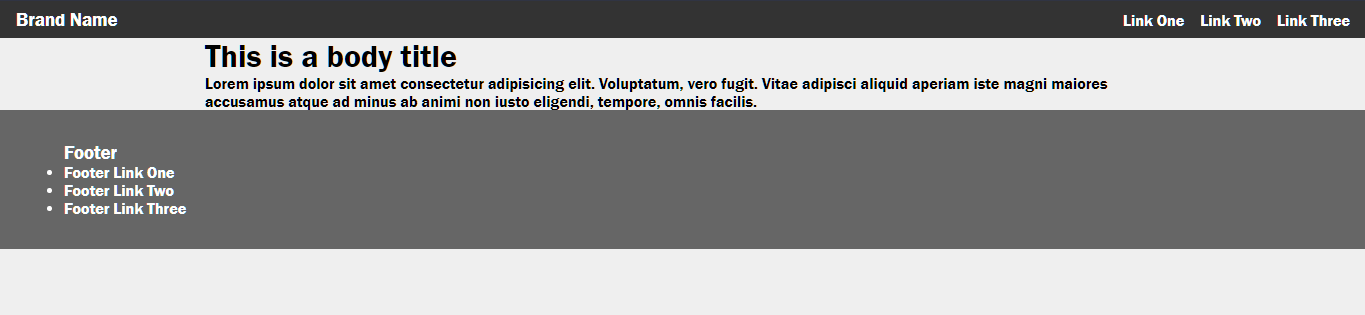 Brand Name
Link One Link Two Link Three
This is a body title
Lorem ipsum dolor sit amet consectetur adipisicing elit. Voluptatum, vero fugit. Vitae adipisci aliquid aperiam iste magni maiores
accusamus atque ad minus ab animi non iusto eligendi, tempore, omnis facilis.
Footer
• Footer Link One
• Footer Link Two
• Footer Link Three